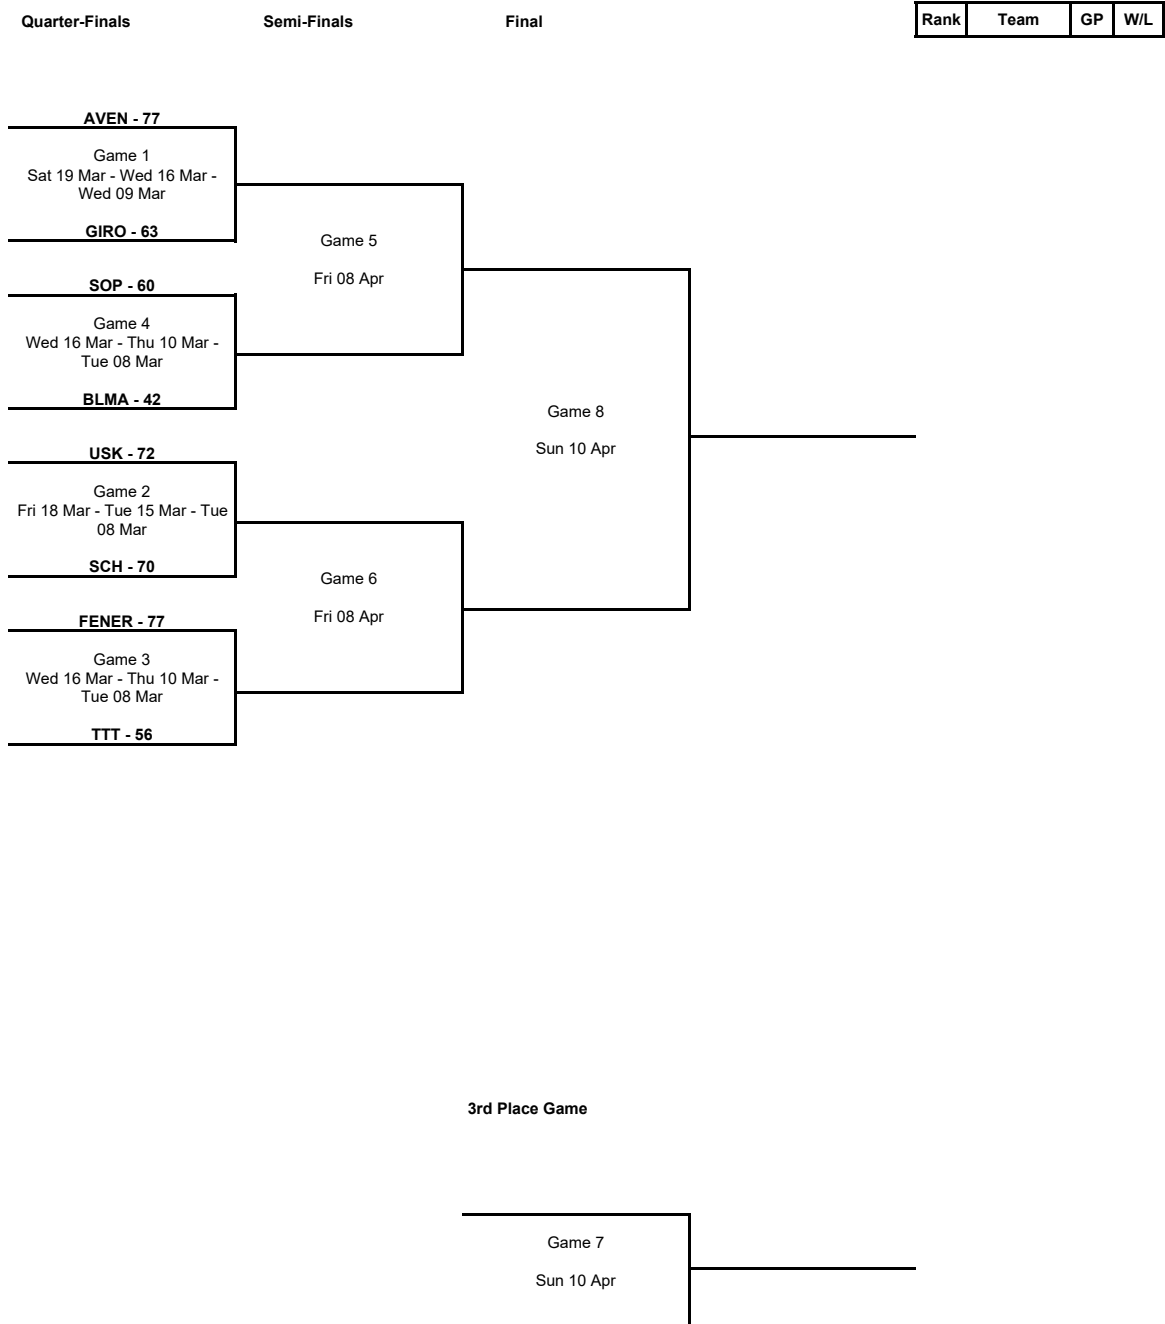 Quarter-Finals Semi-Finals Final
Rank Team GP W/L
AVEN - 77
Game 1
Sat 19 Mar - Wed 16 Mar -
Wed 09 Mar
GIRO - 63
Game 5
Fri 08 Apr
SOP - 60
Game 4
Wed 16 Mar - Thu 10 Mar -
Tue 08 Mar
BLMA - 42
Game 8
Sun 10 Apr
USK - 72
Game 2
Fri 18 Mar - Tue 15 Mar - Tue
08 Mar
SCH - 70
Game 6
Fri 08 Apr
FENER - 77
Game 3
Wed 16 Mar - Thu 10 Mar -
Tue 08 Mar
TTT - 56
3rd Place Game
Game 7
Sun 10 Apr